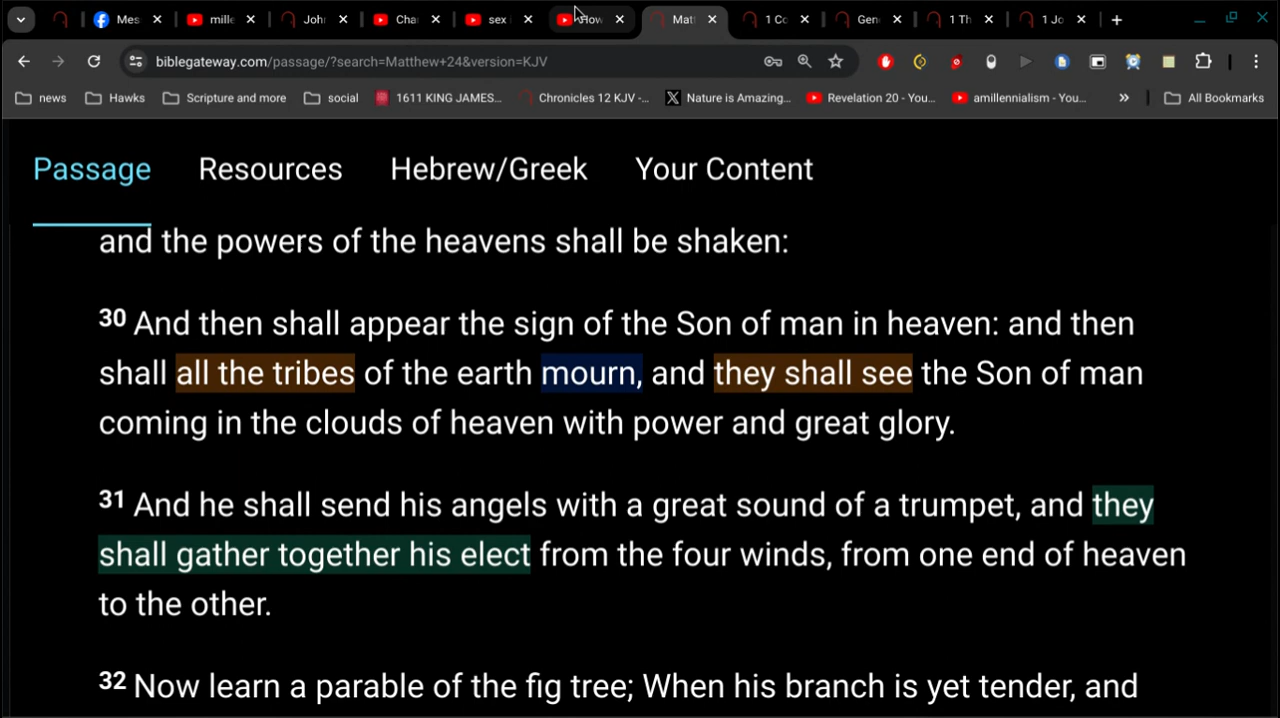 Mes
mille
John
Cha
sex
How
Mat
1 Co
Gen
1 Th
1 Jo
biblegateway.com/passage/?search=Matthew+24&version=KJV
news
Hawks
Scripture and more
social
1611 KING JAMES...
Chronicles 12 KJV -...
Nature is Amazing...
Revelation 20 - You...
amillennialism - You...
»
All Bookmarks
Passage
Resources
Hebrew/Greek
Your Content
and the powers of the heavens shall be shaken:
30 And then shall appear the sign of the Son of man in heaven: and then
shall all the tribes of the earth mourn, and they shall see the Son of man
coming in the clouds of heaven with power and great glory.
31 And he shall send his angels with a great sound of a trumpet, and they
shall gather together his elect from the four winds, from one end of heaven
to the other.
32 Now learn a parable of the fig tree; When his branch is yet tender, and